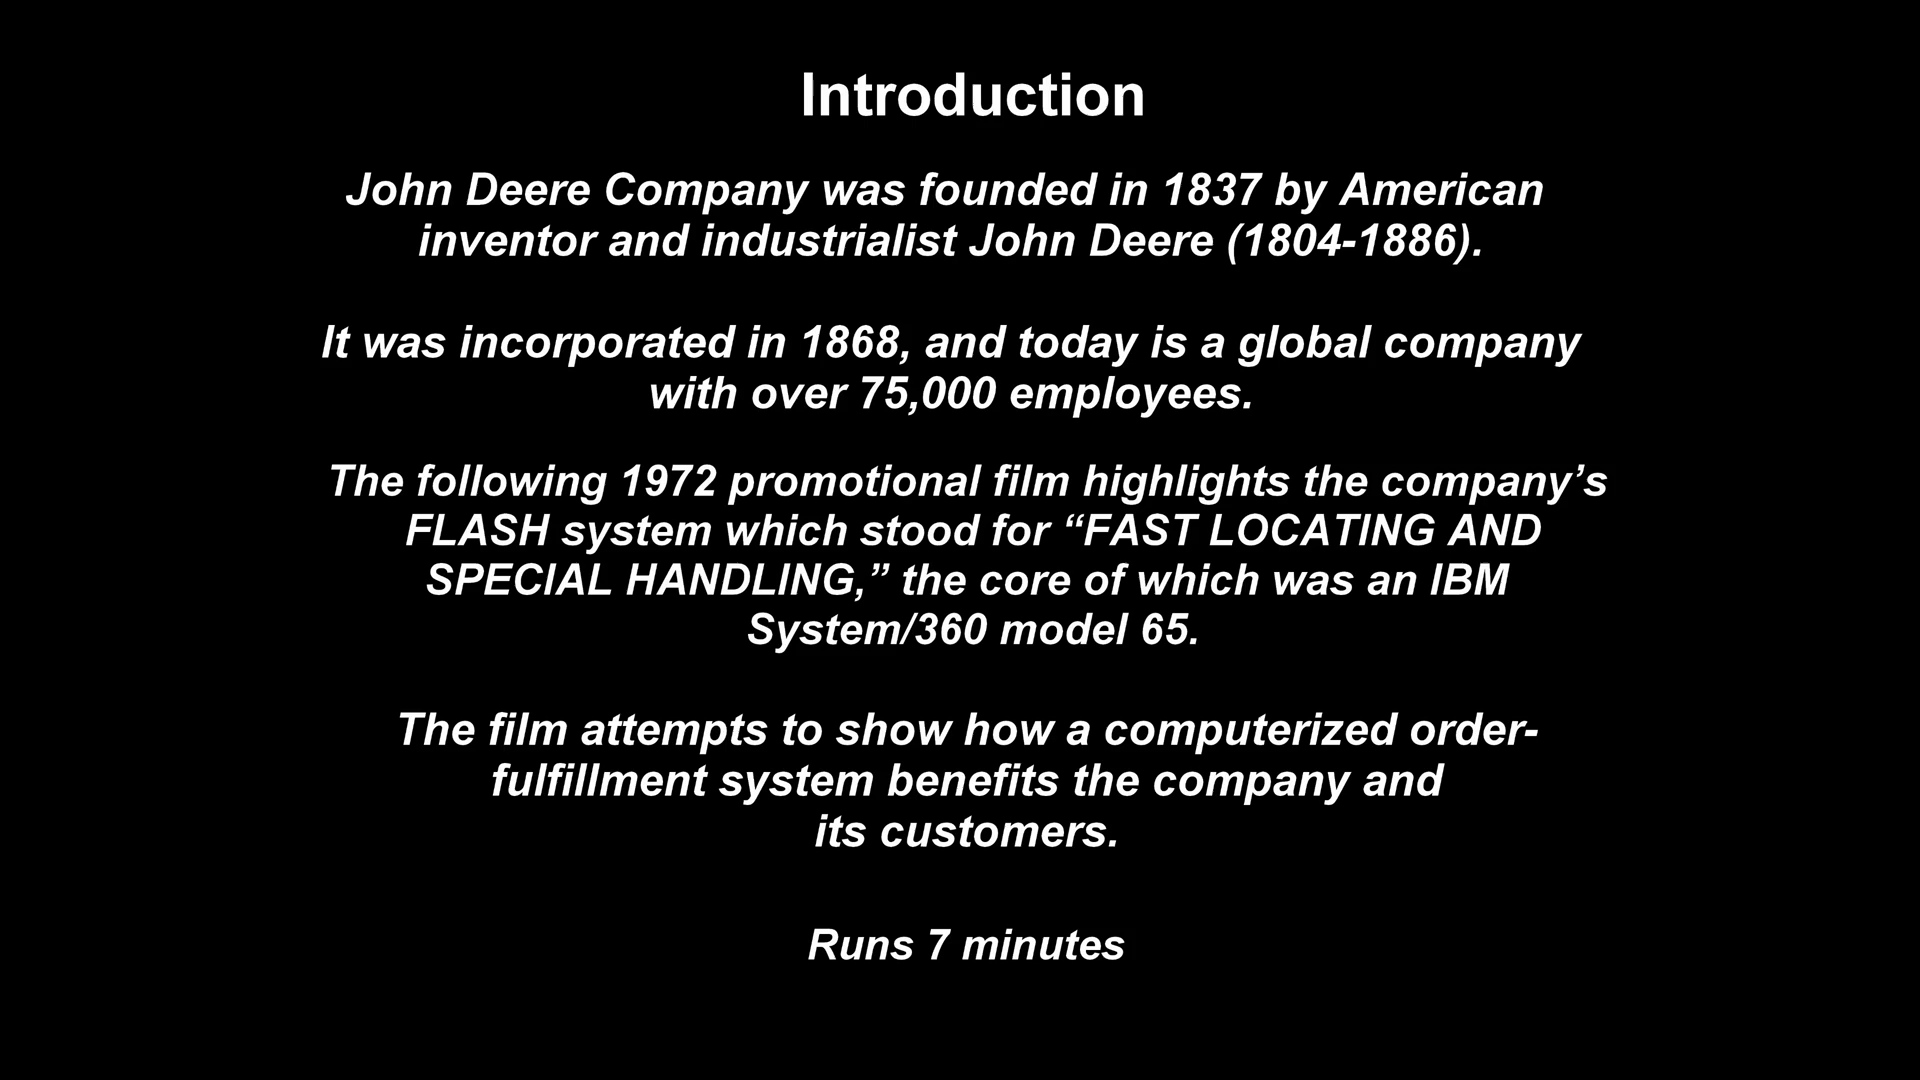 Introduction
John Deere Company was founded in 1837 by American
inventor and industrialist John Deere (1804-1886).
It was incorporated in 1868, and today is a global company
with over 75,000 employees.
The following 1972 promotional film highlights the company’s
FLASH system which stood for “FAST LOCATING AND
SPECIAL HANDLING,” the core of which was an IBM
System/360 model 65.
The film attempts to show how a computerized order-
fulfillment system benefits the company and
its customers.
Runs 7 minutes